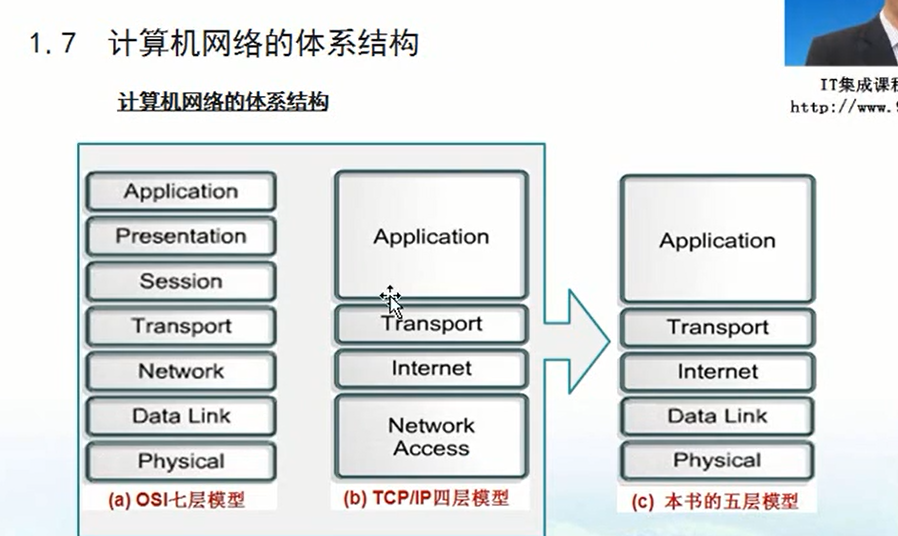 1.7 计算机网络的体系结构
IT集成课程
http://www.9
计算机网络的体系结构
Application
Presentation
Session
Transport
Network
Data Link
Physical
(a) OSI七层模型
Application
Transport
Internet
Network
Access
(b) TCP/IP四层模型
Application
Transport
Internet
Data Link
Physical
(c) 本书的五层模型